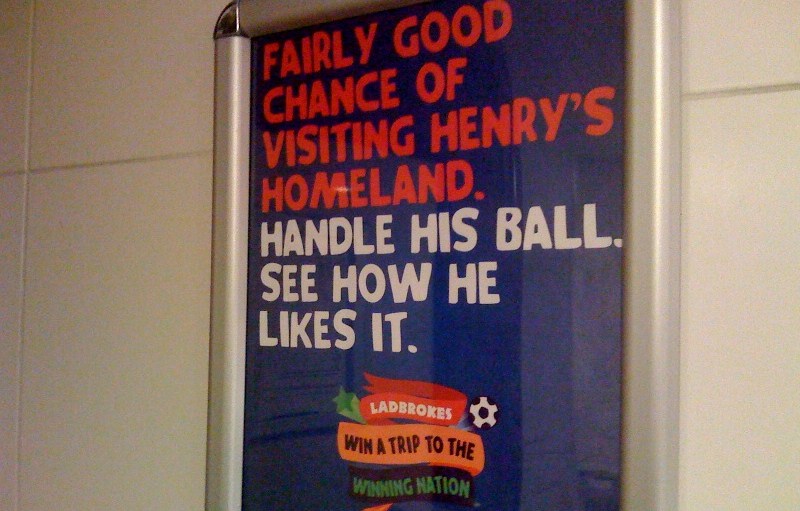 FAIRLY GOOD
CHANCE OF
VISITING HENRY'S
HOMELAND.
HANDLE HIS BALL.
SEE HOW HE
LIKES IT.
LADBROKES
WIN A TRIP TO THE
WINNING NATION